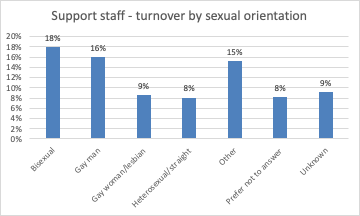 Support staff - turnover by sexual orientation
20%
18%
16%
14%
12%
10%
8%
6%
4%
2%
0%
18%
16%
9%
8%
15%
8%
9%
Bisexual
Gay man
Gay woman/lesbian
Heterosexual/straight
Other
Prefer not to answer
Unknown